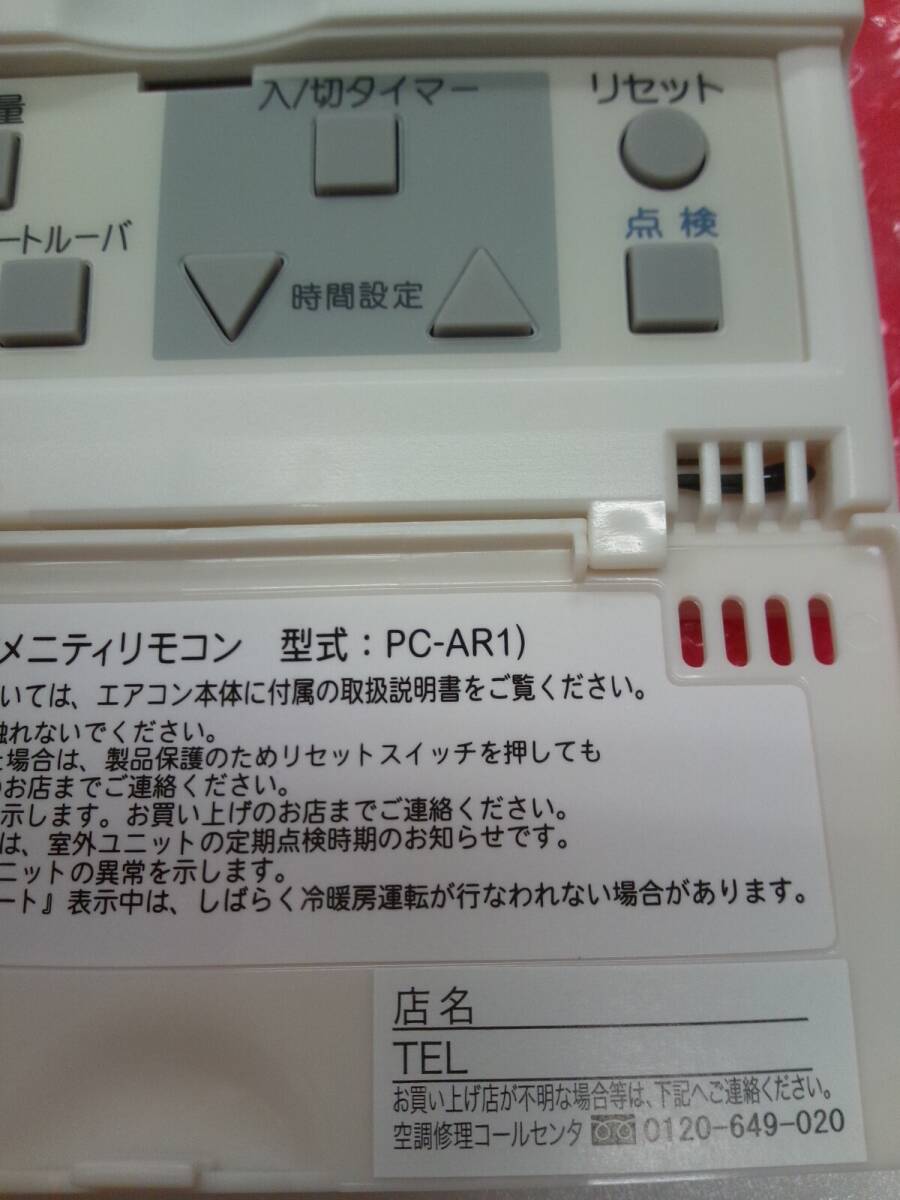 量
入/切タイマー
リセット
ートルーバ
時間設定
点検
メニティリモコン　型式：PC-AR1)
いては、エアコン本体に付属の取扱説明書をご覧ください。
触れないでください。
場合は、製品保護のためリセットスイッチを押しても
のお店までご連絡ください。
示します。お買い上げのお店までご連絡ください。
は、室外ユニットの定期点検時期のお知らせです。
ニットの異常を示します。
ート』表示中は、しばらく冷暖房運転が行なわれない場合があります。
店名
TEL
お買い上げ店が不明な場合等は、下記へご連絡ください。
空調修理コールセンタ 0120-649-020